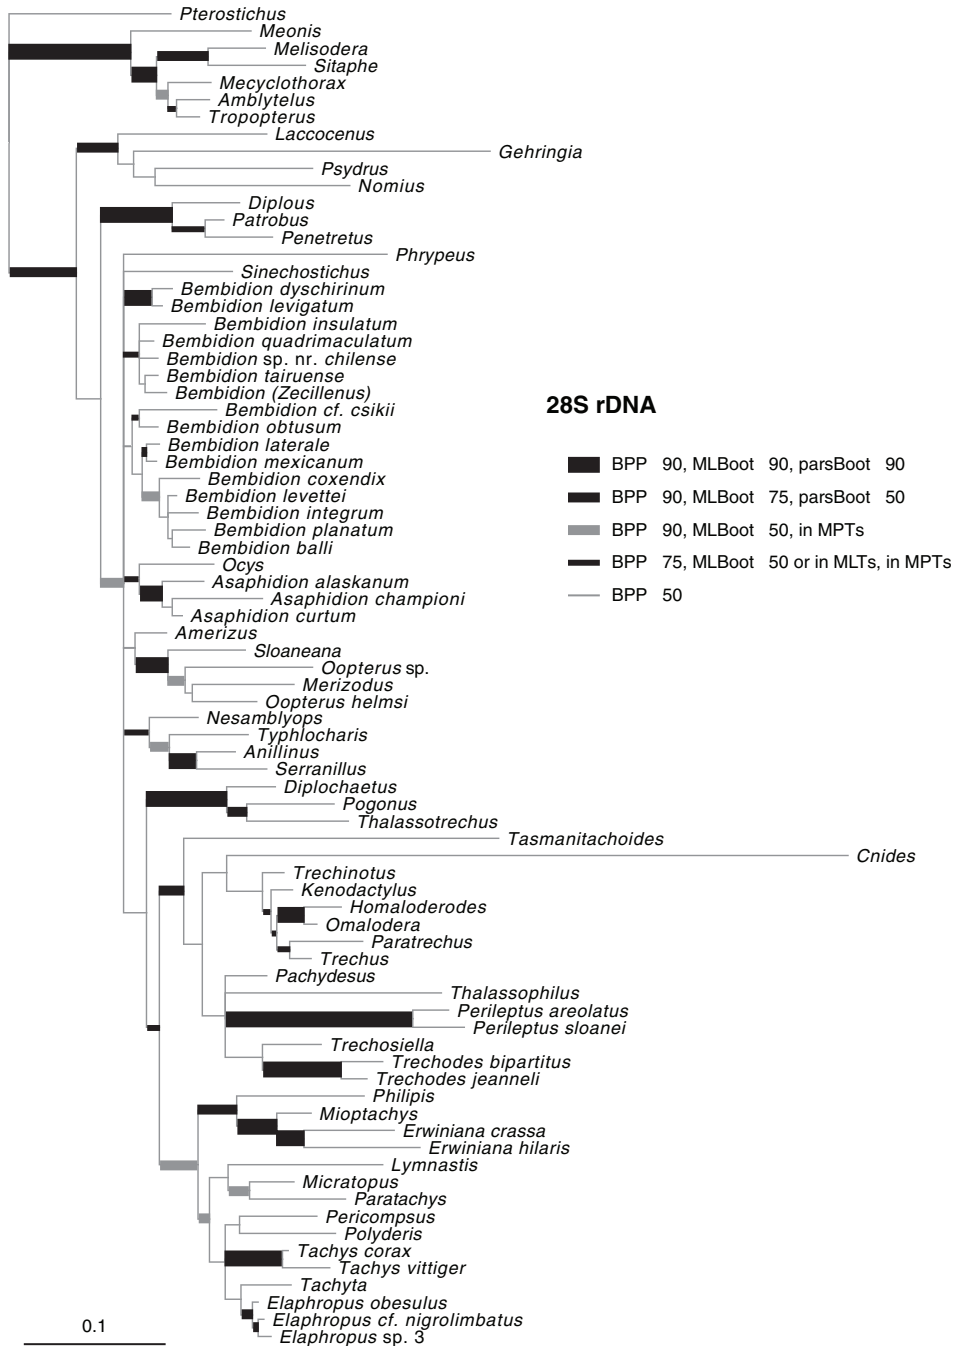 Pterostichus
Meonis
Melisodera
Sitaphe
Mecyclothorax
Amblytelus
Tropopterus
Laccocenus
Gehringia
Psydrus
Nomius
Diplous
Patrobus
Penetretus
Phrypeus
Sinechostichus
Bembidion dyschirinum
Bembidion levigatum
Bembidion insulatum
Bembidion quadrimaculatum
Bembidion sp. nr. chilense
Bembidion tairuense
Bembidion (Zecillenus)
Bembidion cf. csikii
Bembidion obtusum
Bembidion laterale
Bembidion mexicanum
Bembidion coxendix
Bembidion levettei
Bembidion integrum
Bembidion planatum
Bembidion balli
Ocys
Asaphidion alaskanum
Asaphidion championi
Asaphidion curtum
Amerizus
Sloaneana
Oopterus sp.
Merizodus
Oopterus helmsi
Nesamblyops
Typhlocharis
Anillinus
Serranillus
Diplochaetus
Pogonus
Thalassotrechus
Tasmanitachoides
Cnides
Trechinotus
Kenodactylus
Homaloderodes
Omalodera
Paratrechus
Trechus
Pachydesus
Thalassophilus
Perileptus areolatus
Perileptus sloanei
Trechosiella
Trechodes bipartitus
Trechodes jeanneli
Philipis
Mioptachys
Erwiniana crassa
Erwiniana hilaris
Lymnastis
Micratopus
Paratachys
Pericompsus
Polyderis
Tachys corax
Tachys vittiger
Tachyta
Elaphropus obesulus
Elaphropus cf. nigrolimbatus
Elaphropus sp. 3
28S rDNA
BPP 90, MLBoot 90, parsBoot 90
BPP 90, MLBoot 75, parsBoot 50
BPP 90, MLBoot 50, in MPTs
BPP 75, MLBoot 50 or in MLTs, in MPTs
BPP 50
0.1